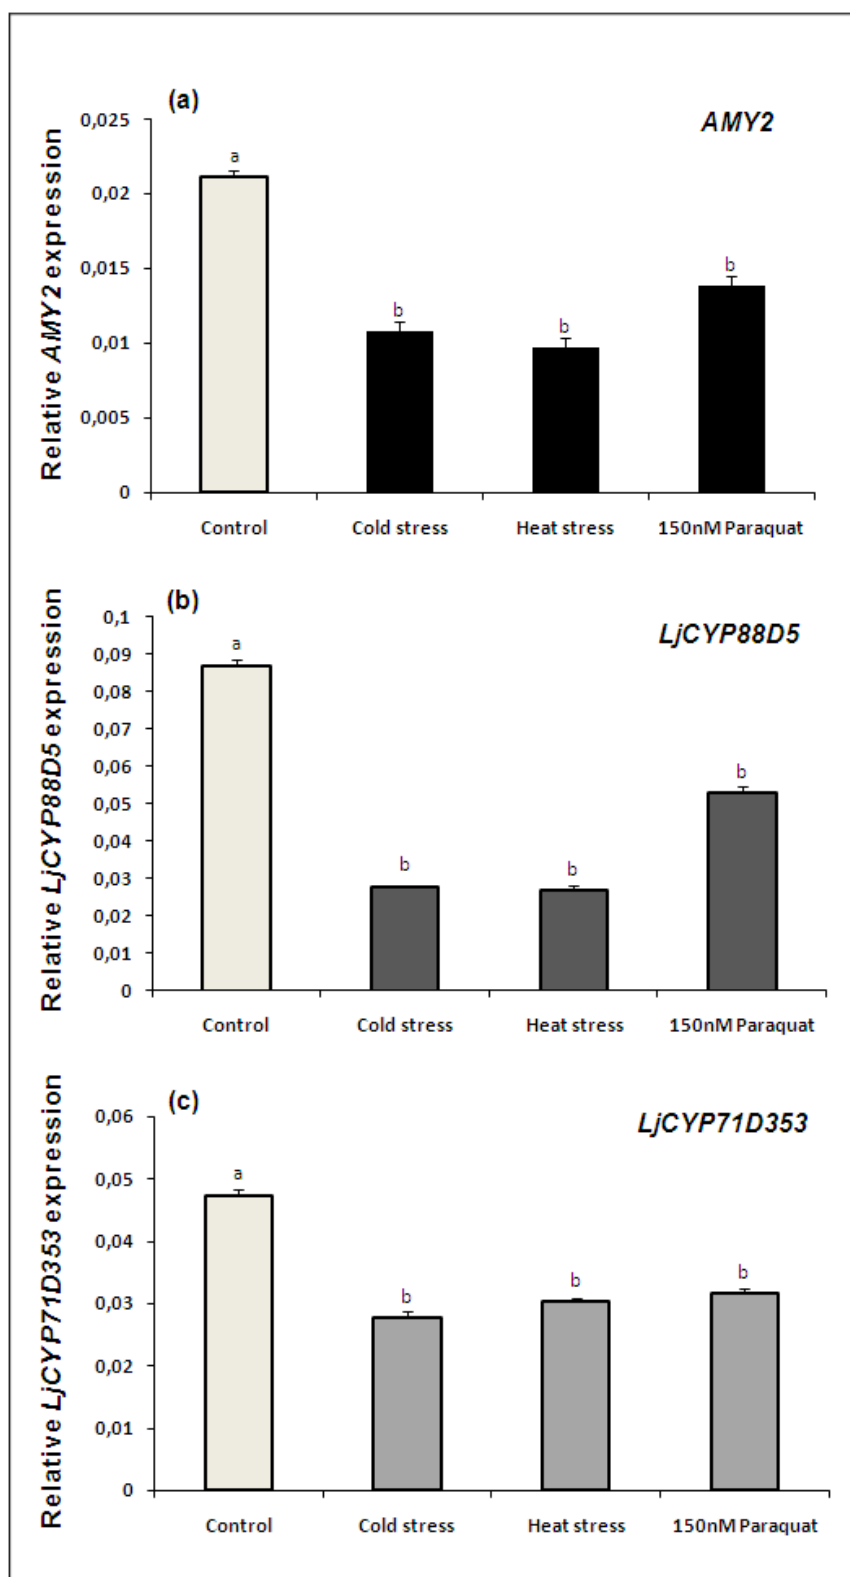 (a)
AMY2
Relative AMY2 expression
0,025
0,02
0,015
0,01
0,005
0
a
b
b
b
Control
Cold stress
Heat stress
150nM Paraquat
(b)
LjCYP88D5
Relative LjCYP88D5 expression
0,1
0,09
0,08
0,07
0,06
0,05
0,04
0,03
0,02
0,01
0
a
b
b
b
Control
Cold stress
Heat stress
150nM Paraquat
(c)
LjCYP71D353
Relative LjCYP71D353 expression
0,06
0,05
0,04
0,03
0,02
0,01
0
a
b
b
b
Control
Cold stress
Heat stress
150nM Paraquat